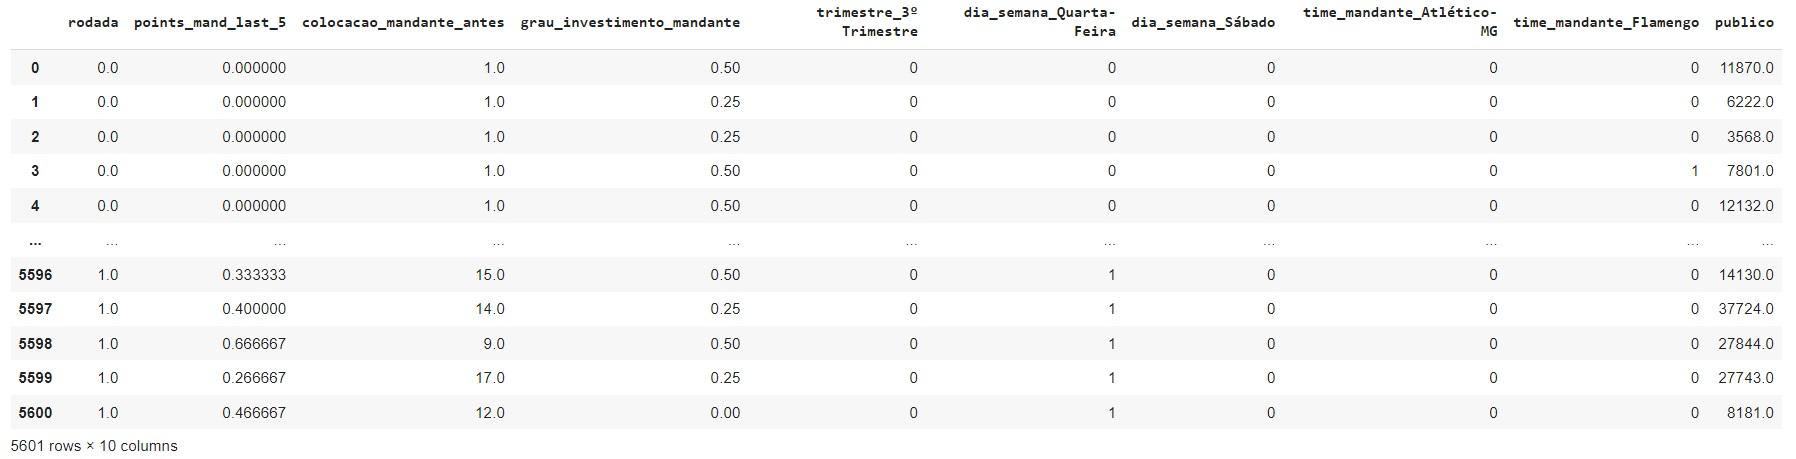 rodada points_mand_last_5 colocacao_mandante_antes grau_investimento_mandante trimestre_3º Trimestre dia_semana_Quarta-Feira dia_semana_Sábado time_mandante_Atlético-MG time_mandante_Flamengo publico
0 0.0 0.000000 1.0 0.50 0 0 0 0 0 11870.0
1 0.0 0.000000 1.0 0.25 0 0 0 0 0 6222.0
2 0.0 0.000000 1.0 0.25 0 0 0 0 0 3568.0
3 0.0 0.000000 1.0 0.50 0 0 0 0 1 7801.0
4 0.0 0.000000 1.0 0.50 0 0 0 0 0 12132.0
... ... ... ... ... ... ... ... ... ... ...
5596 1.0 0.333333 15.0 0.50 0 1 0 0 0 14130.0
5597 1.0 0.400000 14.0 0.25 0 1 0 0 0 37724.0
5598 1.0 0.666667 9.0 0.50 0 1 0 0 0 27844.0
5599 1.0 0.266667 17.0 0.25 0 1 0 0 0 27743.0
5600 1.0 0.466667 12.0 0.00 0 1 0 0 0 8181.0
5601 rows × 10 columns